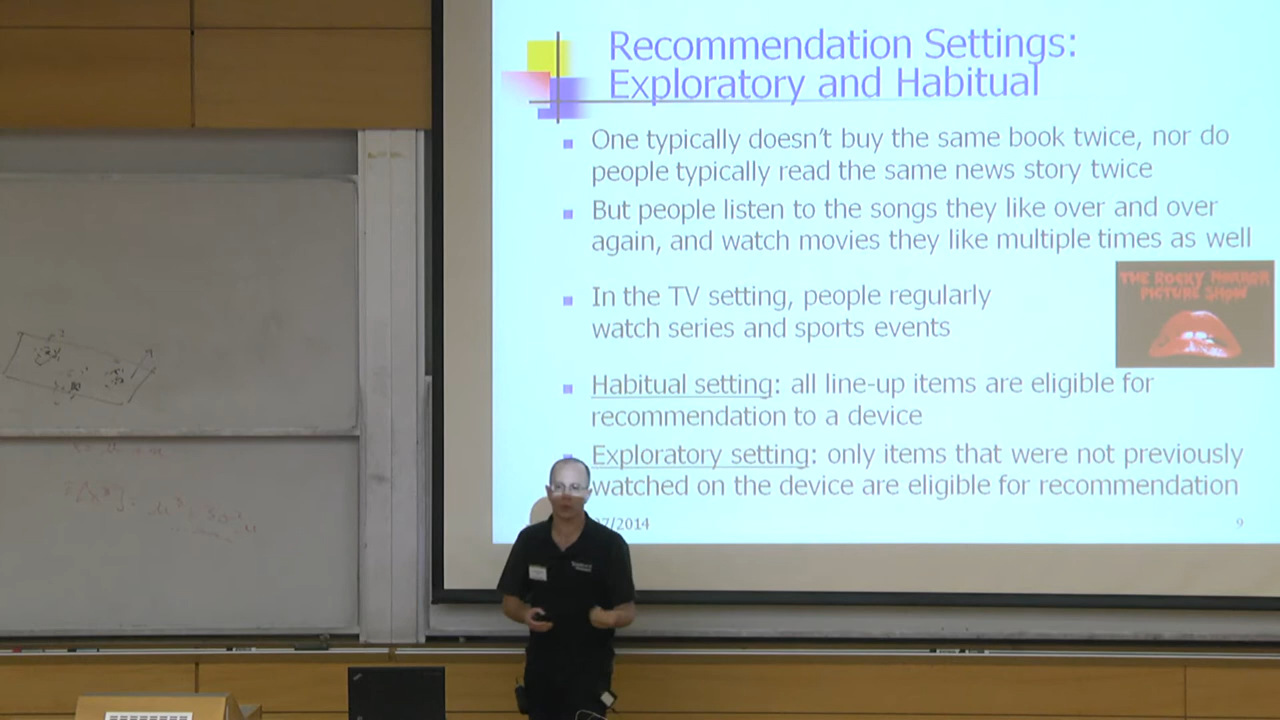 Recommendation Settings:
Exploratory and Habitual
One typically doesn't buy the same book twice, nor do
people typically read the same news story twice
But people listen to the songs they like over and over
again, and watch movies they like multiple times as well
THE ROCKY HORROR
PICTURE SHOW
In the TV setting, people regularly
watch series and sports events
Habitual setting: all line-up items are eligible for
recommendation to a device
Exploratory setting: only items that were not previously
watched on the device are eligible for recommendation
7/2014
9